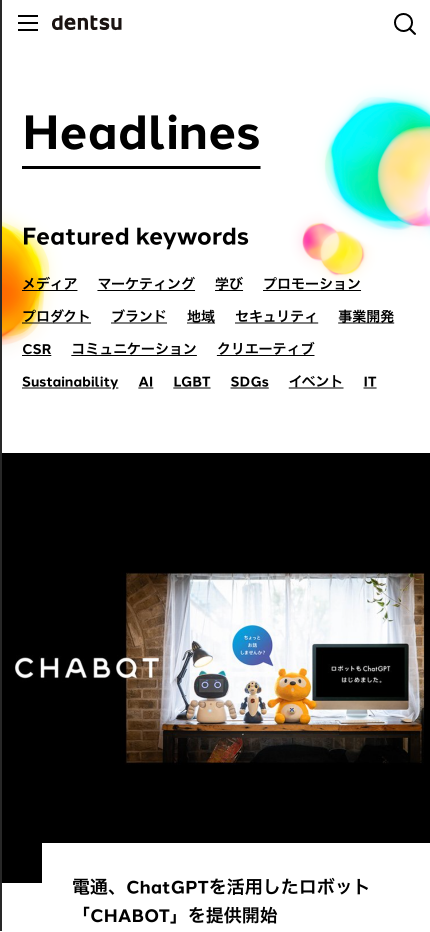 dentsu
Headlines
Featured keywords
メディア マーケティング 学び プロモーション
プロダクト ブランド 地域 セキュリティ 事業開発
CSR コミュニケーション クリエーティブ
Sustainability AI LGBT SDGs イベント IT
ちょっと
お話
しませんか?
CHABOT
ロボットも ChatGPT
はじめました。
電通、ChatGPTを活用したロボット
「CHABOT」を提供開始